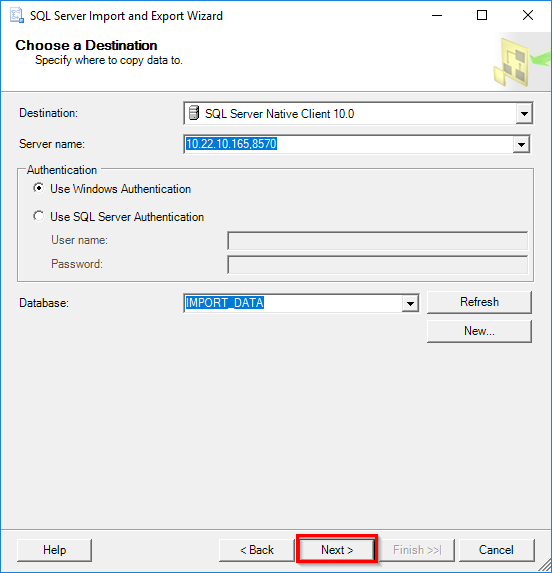 SQL Server Import and Export Wizard
Choose a Destination
Specify where to copy data to.
Destination: SQL Server Native Client 10.0
Server name: 10.22.10.165,8570
Authentication
Use Windows Authentication
Use SQL Server Authentication
User name:
Password:
Database: IMPORT_DATA Refresh
New...
Help < Back Next > Finish >>| Cancel